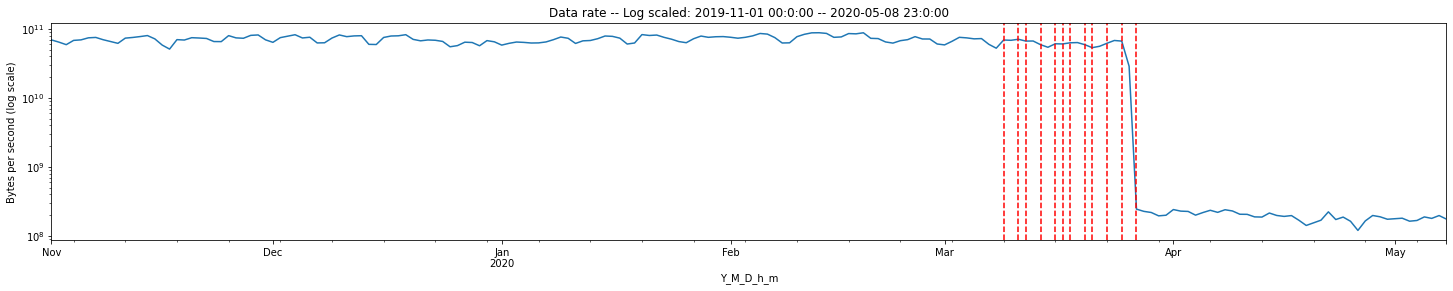 Data rate -- Log scaled: 2019-11-01 00:0:00 -- 2020-05-08 23:0:00
Bytes per second (log scale)
10¹¹
10¹⁰
10⁹
10⁸
Nov Dec Jan Feb Mar Apr May
2020
Y_M_D_h_m